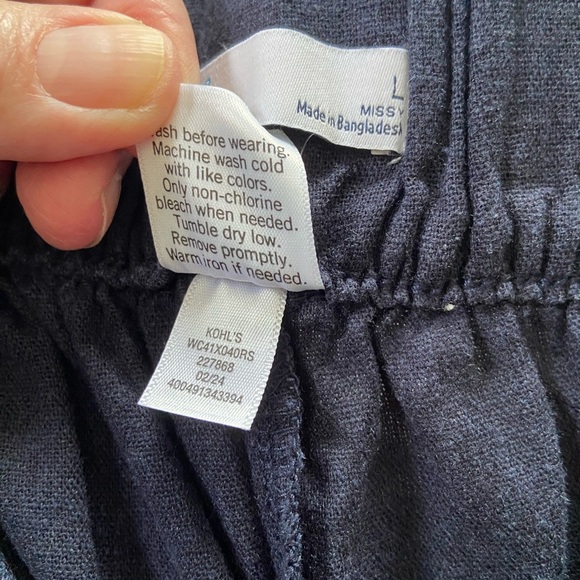 L
MISSY
Made in Bangladesh
ash before wearing.
Machine wash cold
with like colors.
Only non-chlorine
bleach when needed.
Tumble dry low.
Remove promptly.
Warm iron if needed.
KOHL'S
WC41X040RS
227868
02/24
400491343394